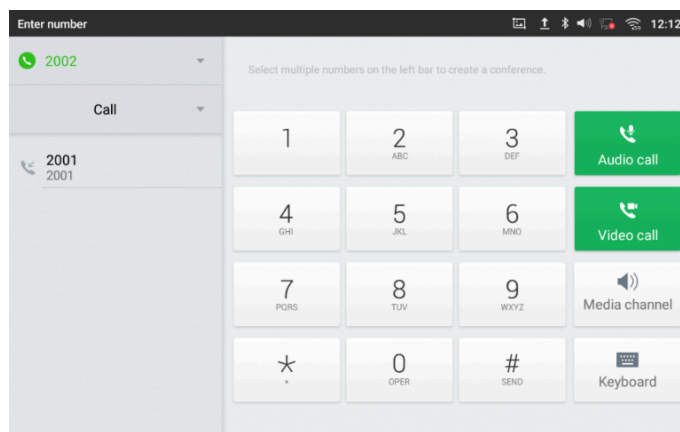 Enter number
12:12
2002
Call
2001
2001
Select multiple numbers on the left bar to create a conference.
1
2
ABC
3
DEF
Audio call
4
GHI
5
JKL
6
MNO
Video call
7
PQRS
8
TUV
9
WXYZ
Media channel
*
0
OPER
#
SEND
Keyboard